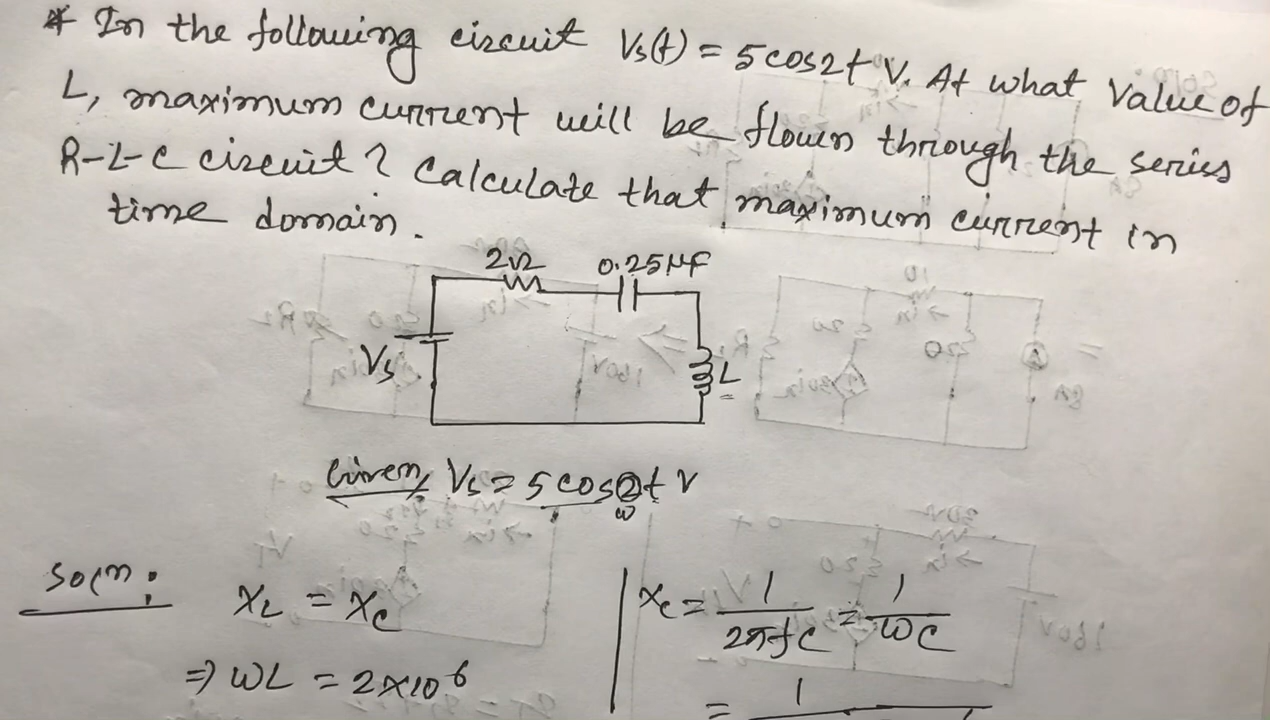 * In the following circuit Vs(t) = 5cos2t V. At what value of
L, maximum current will be flown through the series
R-L-C circuit? Calculate that maximum current in
time domain.
2Ω 0.25μF
Vs L
Given, Vs = 5cos2t V
ω
Soln:
XL = XC
⇒ ωL = 2×10^6
XC = 1/2πfC = 1/ωC
= 1